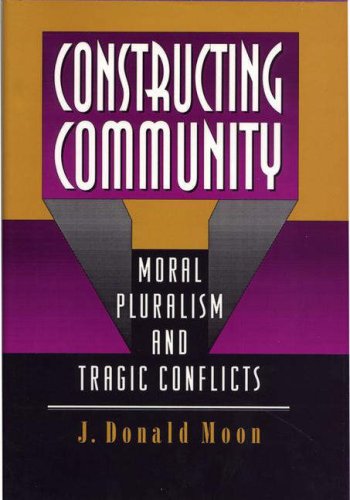 CONSTRUCTING
COMMUNITY
MORAL
PLURALISM
AND
TRAGIC CONFLICTS
J. Donald Moon